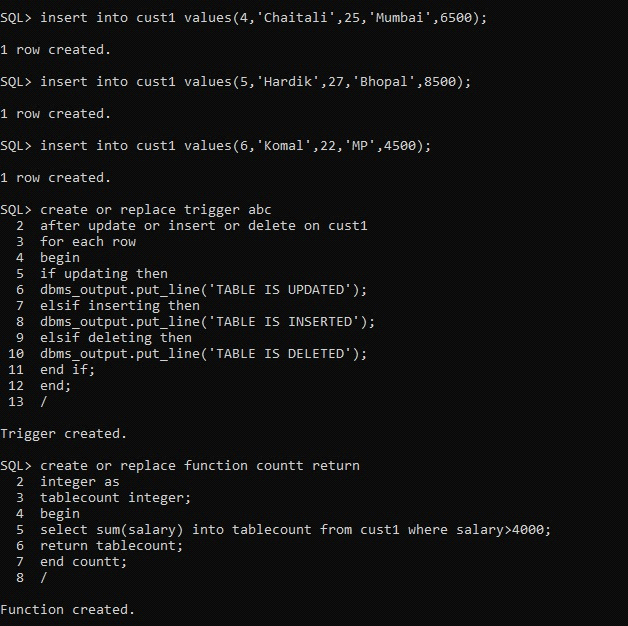 SQL> insert into cust1 values(4,'Chaitali',25,'Mumbai',6500);
1 row created.
SQL> insert into cust1 values(5,'Hardik',27,'Bhopal',8500);
1 row created.
SQL> insert into cust1 values(6,'Komal',22,'MP',4500);
1 row created.
SQL> create or replace trigger abc
2 after update or insert or delete on cust1
3 for each row
4 begin
5 if updating then
6 dbms_output.put_line('TABLE IS UPDATED');
7 elsif inserting then
8 dbms_output.put_line('TABLE IS INSERTED');
9 elsif deleting then
10 dbms_output.put_line('TABLE IS DELETED');
11 end if;
12 end;
13 /
Trigger created.
SQL> create or replace function countt return
2 integer as
3 tablecount integer;
4 begin
5 select sum(salary) into tablecount from cust1 where salary>4000;
6 return tablecount;
7 end countt;
8 /
Function created.